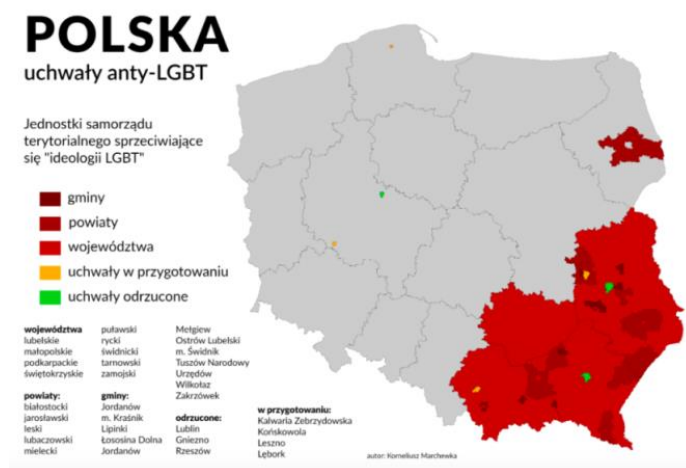 POLSKA
uchwały anty-LGBT
Jednostki samorządu
terytorialnego sprzeciwiające
się "ideologii LGBT"
gminy
powiaty
województwa
uchwały w przygotowaniu
uchwały odrzucone
województwa
lubelskie
małopolskie
podkarpackie
świętokrzyskie
powiaty:
białostocki
jarosławski
leski
lubaczowski
mielecki
puławski
rycki
świdnicki
tarnowski
zamojski
gminy:
Jordanów
m. Kraśnik
Lipinki
Łososina Dolna
Jordanów
Mełgiew
Ostrów Lubelski
m. Świdnik
Tuszów Narodowy
Urzędów
Wilkołaz
Zakrzówek
odrzucone:
Lublin
Gniezno
Rzeszów
w przygotowaniu:
Kalwaria Zebrzydowska
Końskowola
Leszno
Lębork
autor: Korneliusz Marchewka